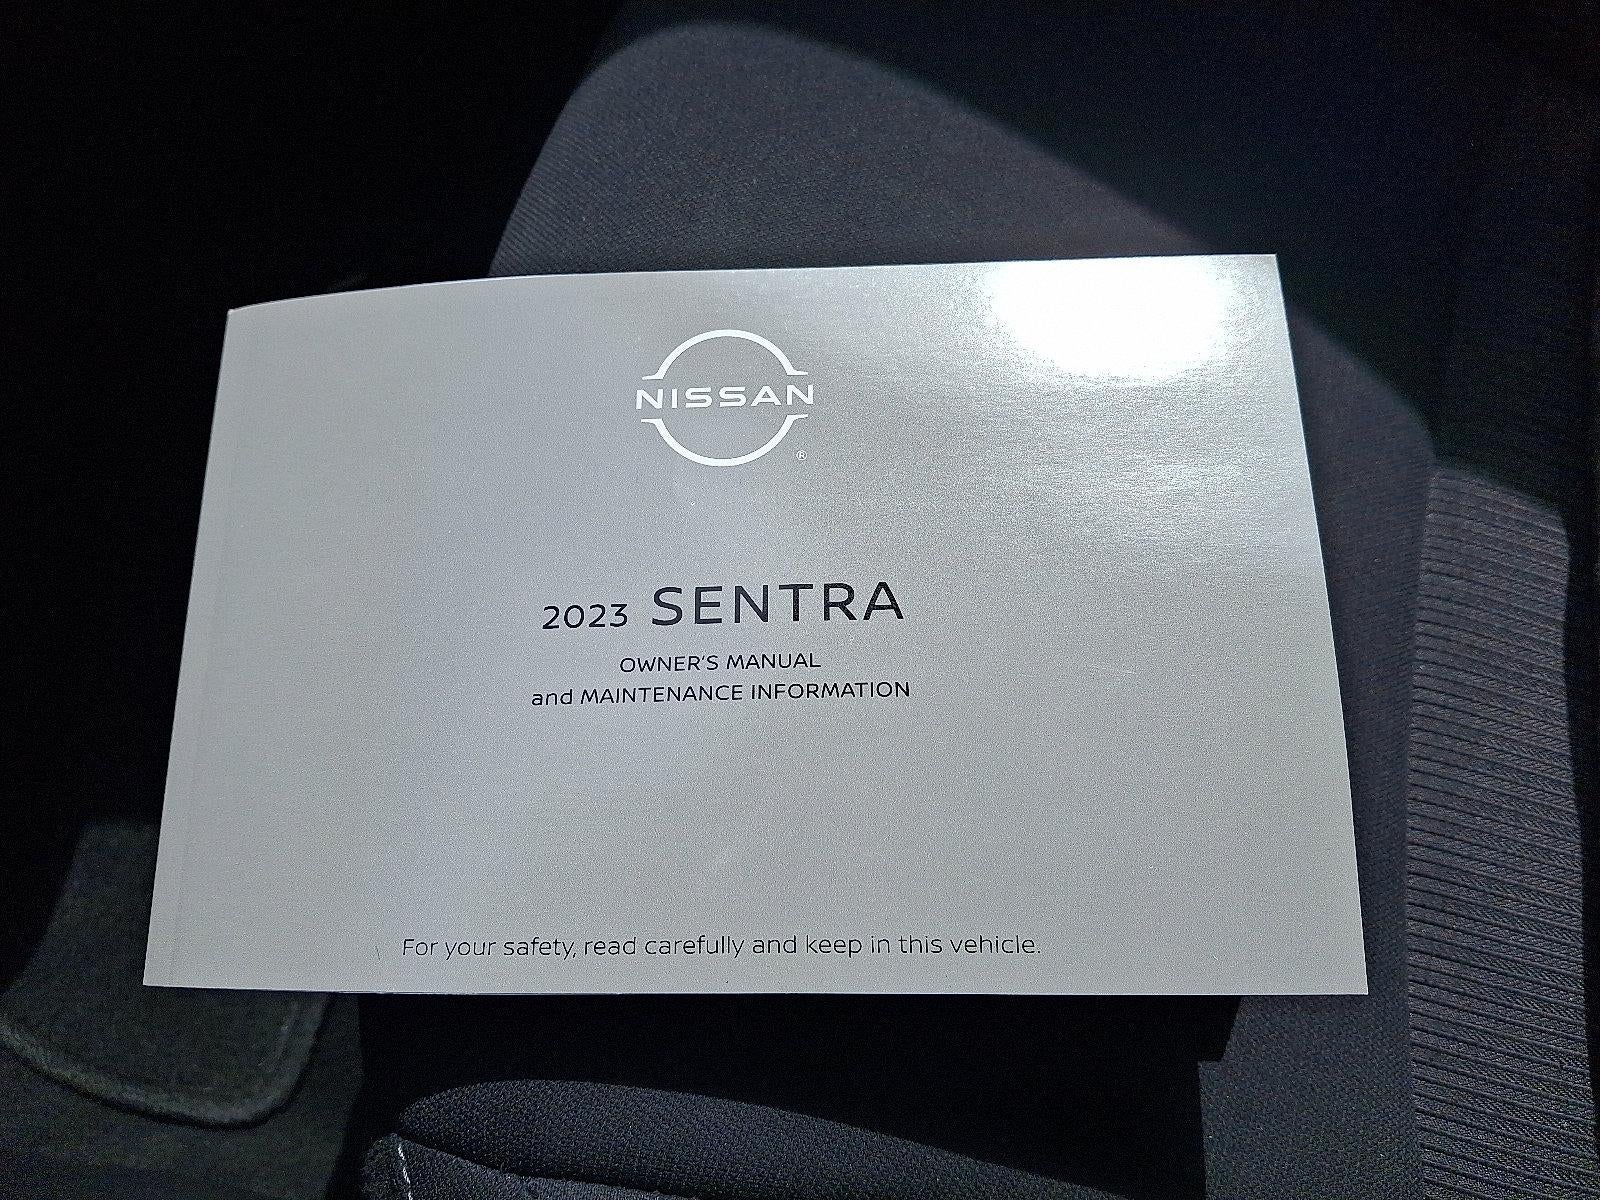 NISSAN
®
2023 SENTRA
OWNER'S MANUAL
and MAINTENANCE INFORMATION
For your safety, read carefully and keep in this vehicle.